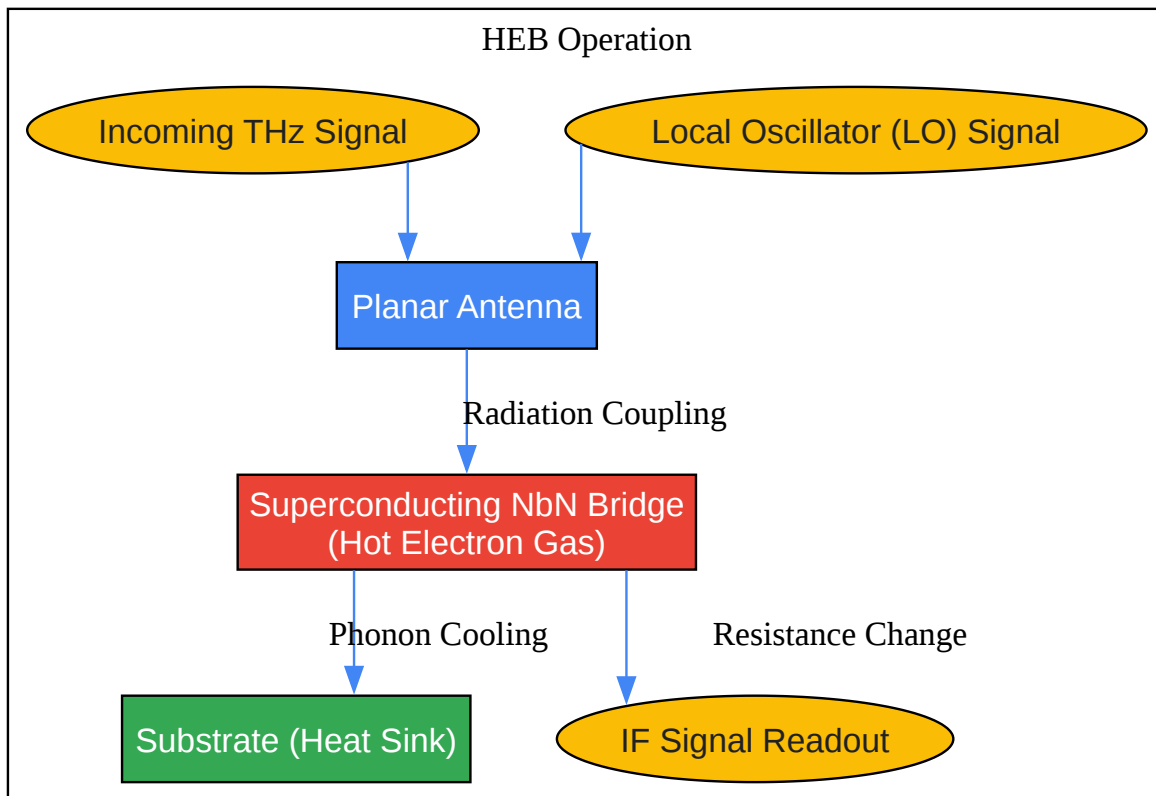 HEB Operation
Incoming THz Signal
Local Oscillator (LO) Signal
Planar Antenna
Radiation Coupling
Superconducting NbN Bridge
(Hot Electron Gas)
Phonon Cooling
Resistance Change
Substrate (Heat Sink)
IF Signal Readout